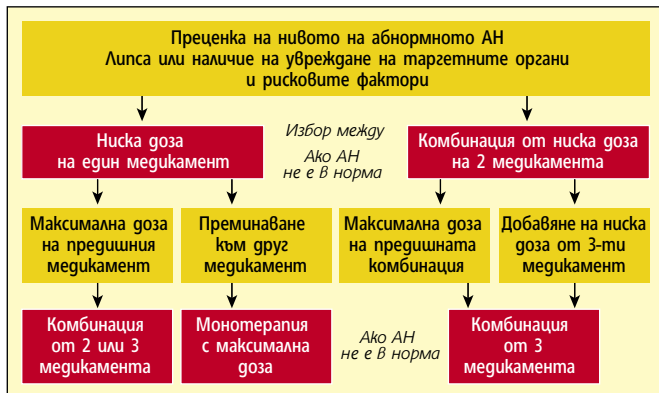 Преценка на нивото на абнормното АН
Липса или наличие на увреждане на таргетните органи
и рисковите фактори
Ниска доза
на един медикамент
Избор между
Ако АН
не е в норма
Комбинация от ниска доза
на 2 медикамента
Максимална доза
на предишния
медикамент
Преминаване
към друг
медикамент
Максимална доза
на предишната
комбинация
Добавяне на ниска
доза от 3-ти
медикамент
Комбинация
от 2 или 3
медикамента
Монотерапия
с максимална
доза
Ако АН
не е в норма
Комбинация
от 3
медикамента